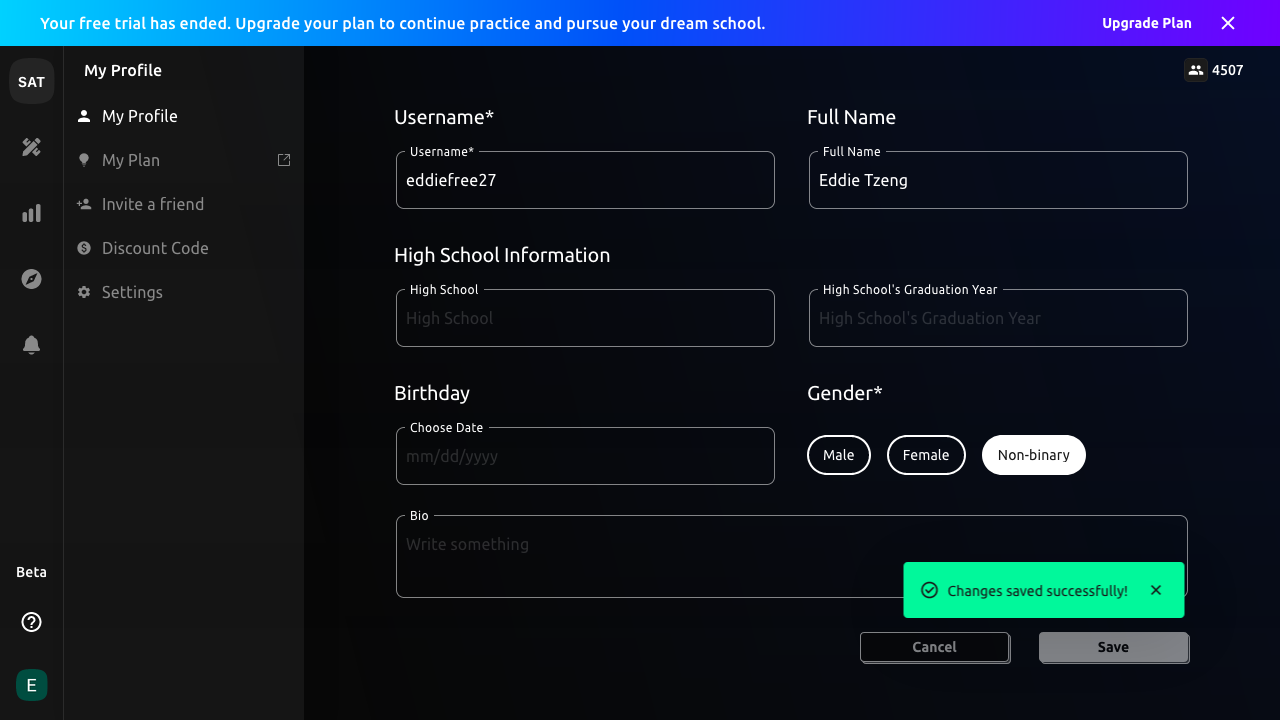 Your free trial has ended. Upgrade your plan to continue practice and pursue your dream school.
Upgrade Plan
SAT
My Profile
4507
My Profile
My Plan
Invite a friend
Discount Code
Settings
Beta
E
Username*
Full Name
Username*
eddiefree27
Full Name
Eddie Tzeng
High School Information
High School
High School
High School's Graduation Year
High School's Graduation Year
Birthday
Gender*
Choose Date
mm/dd/yyyy
Male
Female
Non-binary
Bio
Write something
Changes saved successfully!
Cancel
Save